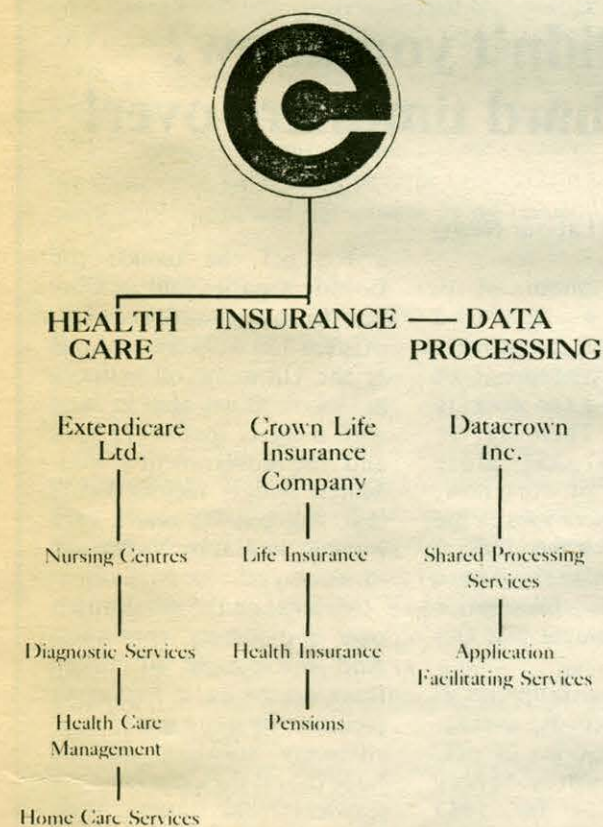 HEALTH CARE
INSURANCE — DATA PROCESSING
Extendicare
Ltd.
Nursing Centres
Diagnostic Services
Health Care
Management
Home Care Services
Crown Life
Insurance
Company
Life Insurance
Health Insurance
Pensions
Datacrown
Inc.
Shared Processing
Services
Application
Facilitating Services